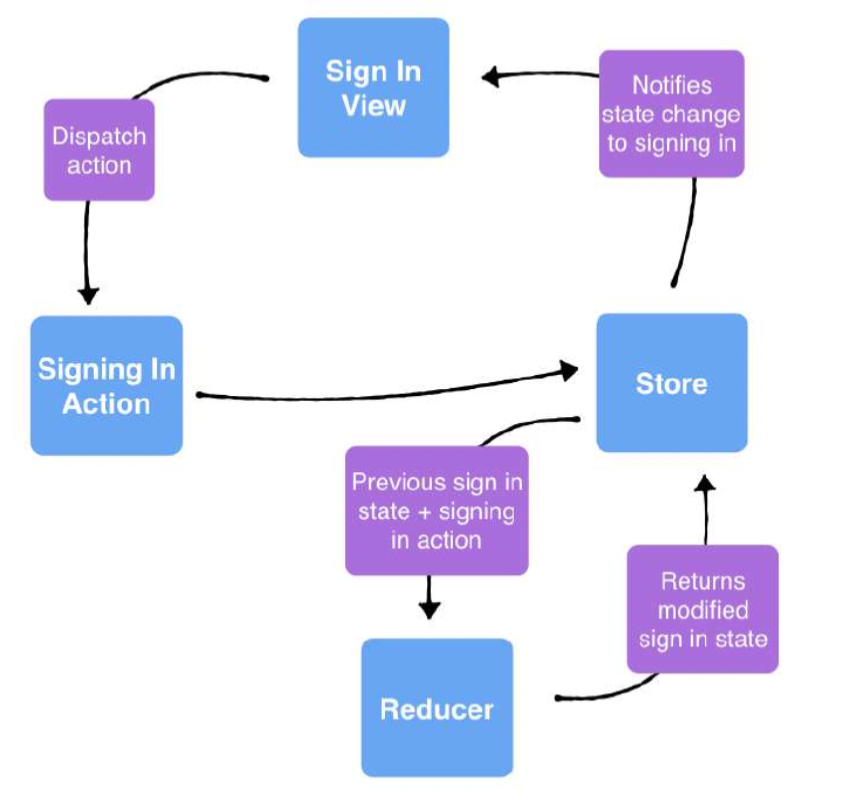 Sign In
View
Notifies
state change
to signing in
Dispatch
action
Signing In
Action
Store
Previous sign in
state + signing
in action
Returns
modified
sign in state
Reducer